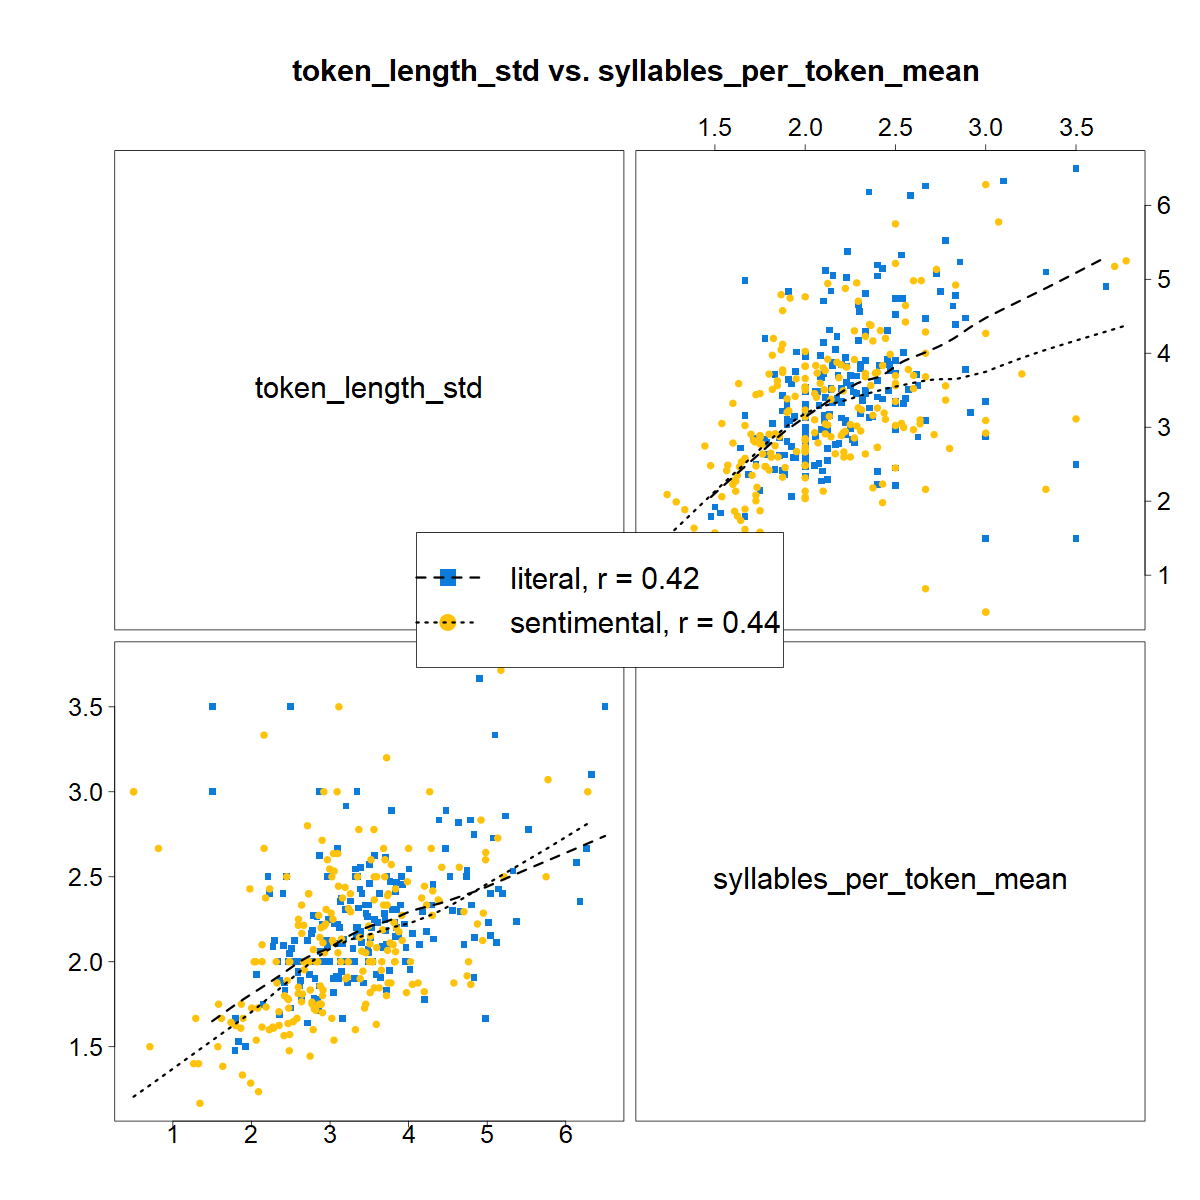 token_length_std vs. syllables_per_token_mean
1.5 2.0 2.5 3.0 3.5
token_length_std
6
5
4
3
2
1
literal, r = 0.42
sentimental, r = 0.44
3.5
3.0
2.5
2.0
1.5
syllables_per_token_mean
1 2 3 4 5 6